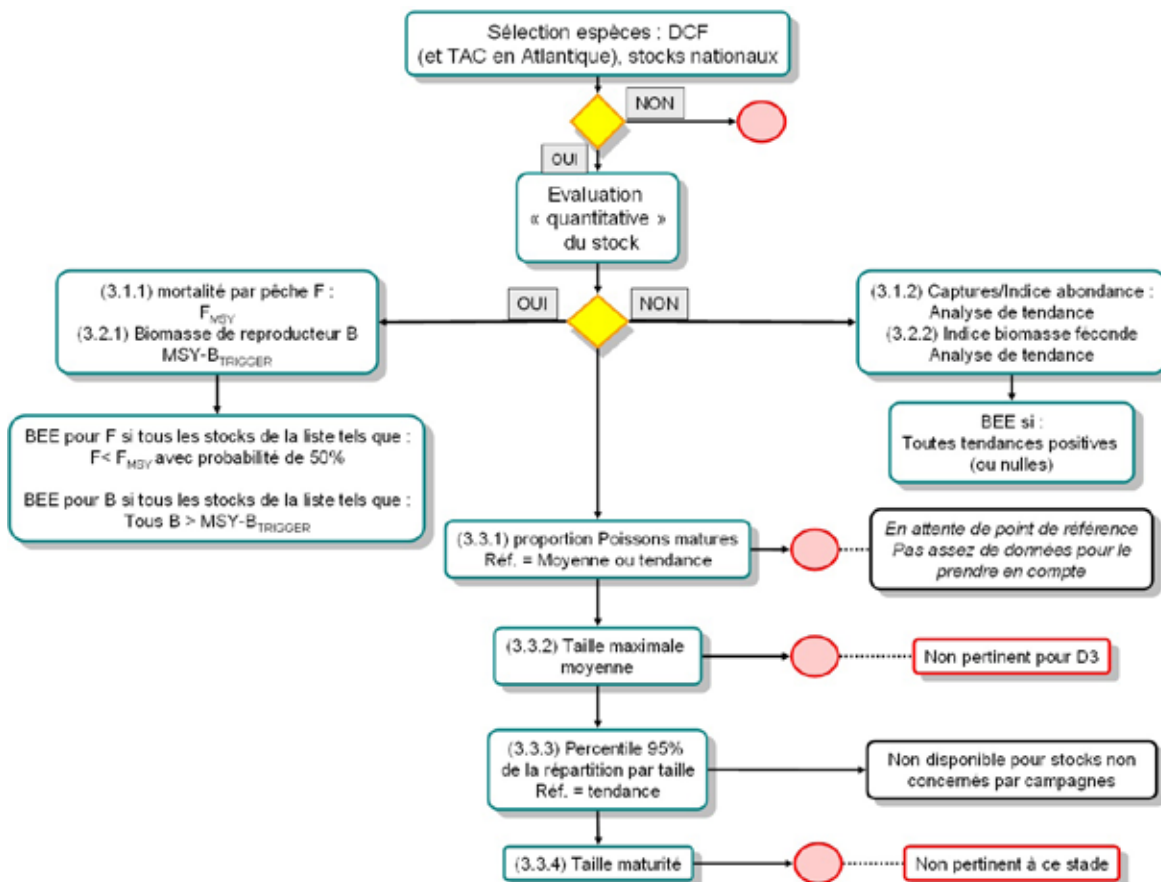 Sélection espèces : DCF
(et TAC en Atlantique), stocks nationaux
NON
OUI
Evaluation
« quantitative »
du stock
OUI
NON
(3.1.1) mortalité par pêche F :
FMSY
(3.2.1) Biomasse de reproducteur B
MSY-BTRIGGER
(3.1.2) Captures/Indice abondance :
Analyse de tendance
(3.2.2) Indice biomasse féconde
Analyse de tendance
BEE pour F si tous les stocks de la liste tels que :
F< FMSY avec probabilité de 50%
BEE pour B si tous les stocks de la liste tels que :
Tous B > MSY-BTRIGGER
BEE si :
Toutes tendances positives
(ou nulles)
(3.3.1) proportion Poissons matures
Réf. = Moyenne ou tendance
En attente de point de référence
Pas assez de données pour le
prendre en compte
(3.3.2) Taille maximale
moyenne
Non pertinent pour D3
(3.3.3) Percentile 95%
de la répartition par taille
Réf. = tendance
Non disponible pour stocks non
concernés par campagnes
(3.3.4) Taille maturité
Non pertinent à ce stade